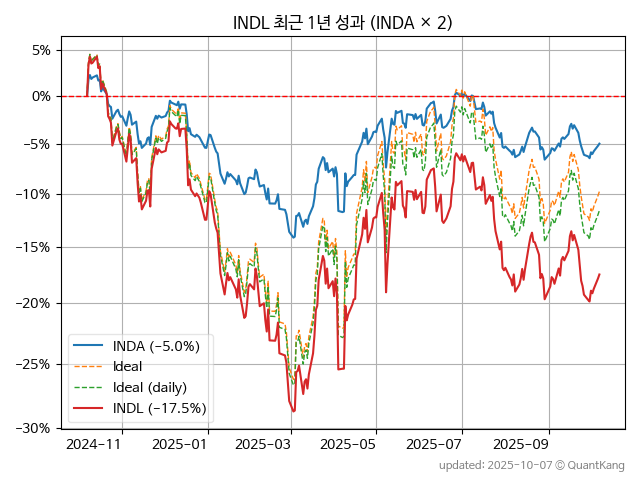 INDL 최근 1년 성과 (INDA × 2)
5%
0%
−5%
−10%
−15%
−20%
−25%
−30%
INDA (−5.0%)
Ideal
Ideal (daily)
INDL (−17.5%)
2024-11
2025-01
2025-03
2025-05
2025-07
2025-09
updated: 2025-10-07 © QuantKang